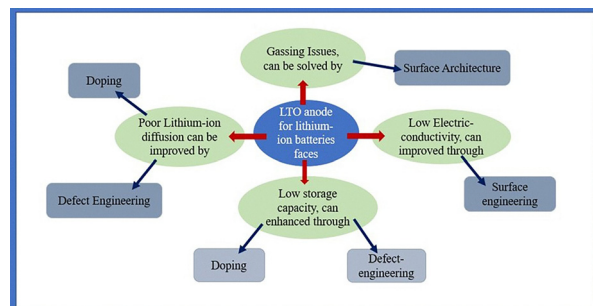 Gassing Issues,
can be solved by
Surface Architecture
Doping
LTO anode
for lithium-
ion batteries
faces
Poor Lithium-ion
diffusion can be
improved by
Low Electric-
conductivity, can
improved through
Defect Engineering
Surface
engineering
Low storage
capacity, can
enhanced through
Doping
Defect-
engineering